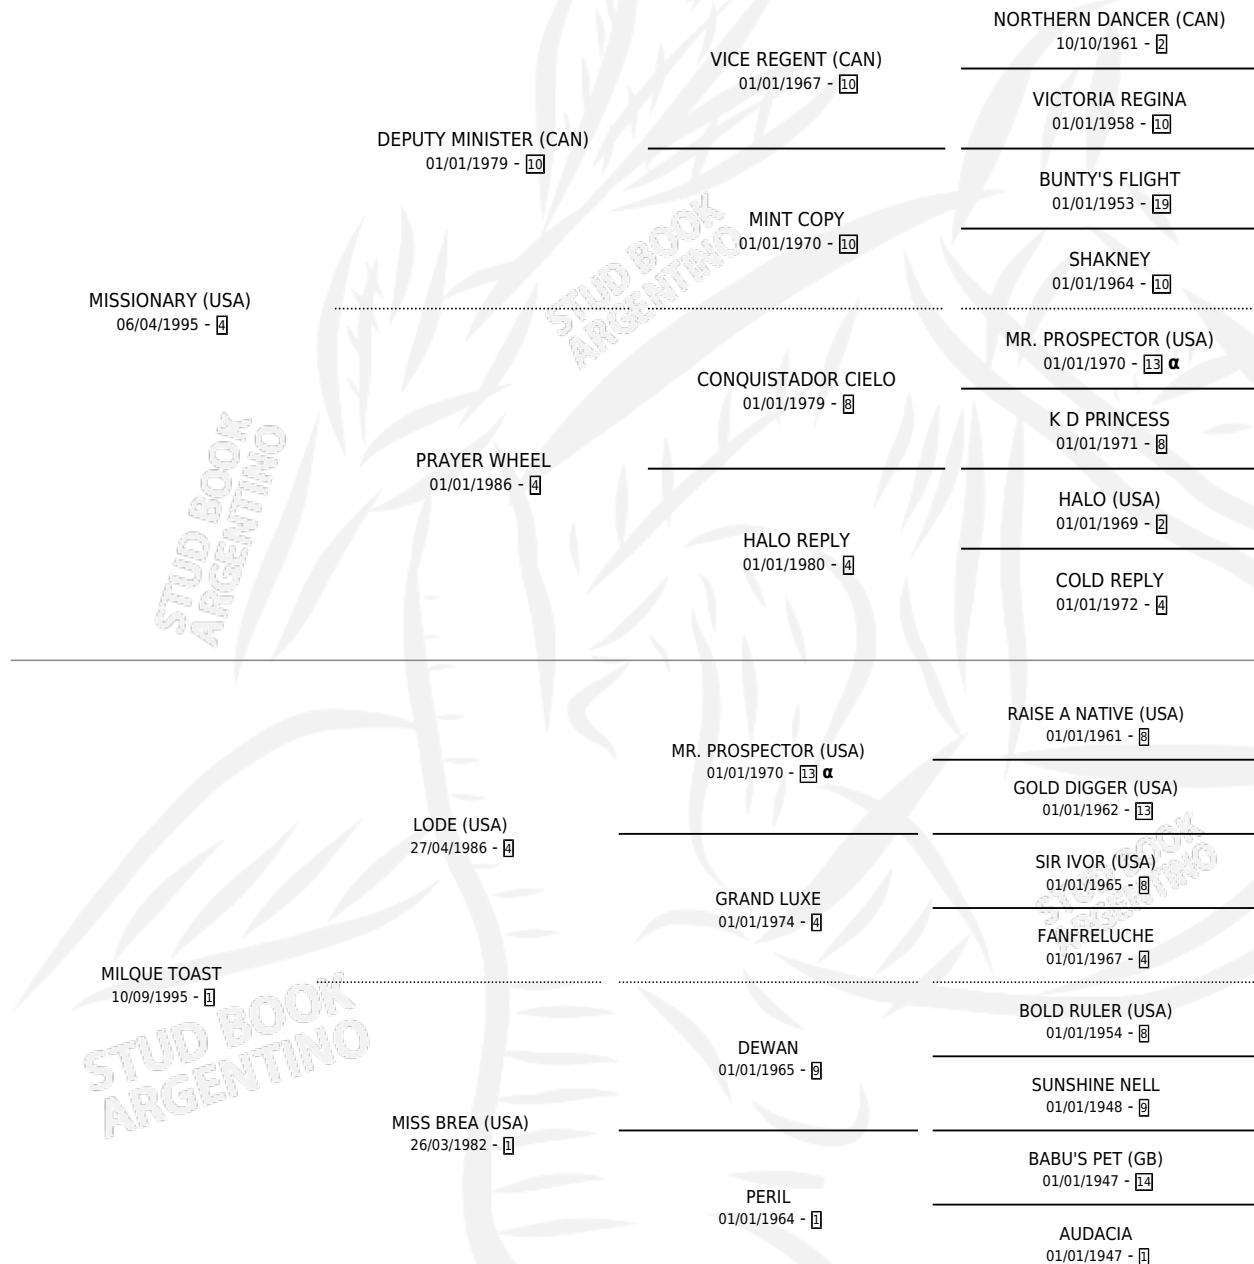 NORTHERN DANCER (CAN)
10/10/1961 - 2
VICE REGENT (CAN)
01/01/1967 - 10
VICTORIA REGINA
01/01/1958 - 10
DEPUTY MINISTER (CAN)
01/01/1979 - 10
BUNTY'S FLIGHT
01/01/1953 - 19
MINT COPY
01/01/1970 - 10
SHAKNEY
01/01/1964 - 10
STUD BOOK
ARGENTINO
MISSIONARY (USA)
06/04/1995 - 4
MR. PROSPECTOR (USA)
01/01/1970 - 13 α
CONQUISTADOR CIELO
01/01/1979 - 8
K D PRINCESS
01/01/1971 - 8
PRAYER WHEEL
01/01/1986 - 4
HALO (USA)
01/01/1969 - 2
HALO REPLY
01/01/1980 - 4
COLD REPLY
01/01/1972 - 4
STUD BOOK
ARGENTINO
RAISE A NATIVE (USA)
01/01/1961 - 8
MR. PROSPECTOR (USA)
01/01/1970 - 13 α
GOLD DIGGER (USA)
01/01/1962 - 13
LODE (USA)
27/04/1986 - 4
SIR IVOR (USA)
01/01/1965 - 8
GRAND LUXE
01/01/1974 - 4
FANFRELUCHE
01/01/1967 - 4
STUD BOOK
ARGENTINO
MILQUE TOAST
10/09/1995 - 1
BOLD RULER (USA)
01/01/1954 - 8
DEWAN
01/01/1965 - 9
SUNSHINE NELL
01/01/1948 - 9
MISS BREA (USA)
26/03/1982 - 1
BABU'S PET (GB)
01/01/1947 - 14
PERIL
01/01/1964 - 1
AUDACIA
01/01/1947 - 1
STUD BOOK
ARGENTINO